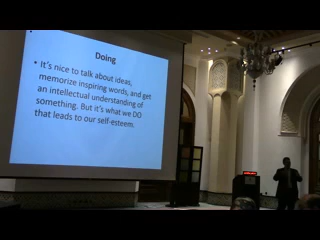 Doing
• It's nice to talk about ideas,
memorize inspiring words, and get
an intellectual understanding of
something. But it's what we DO
that leads to our self-esteem.